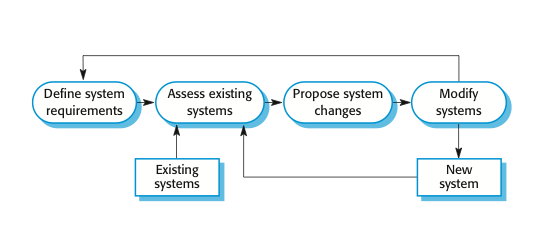 Define system
requirements
Assess existing
systems
Propose system
changes
Modify
systems
Existing
systems
New
system